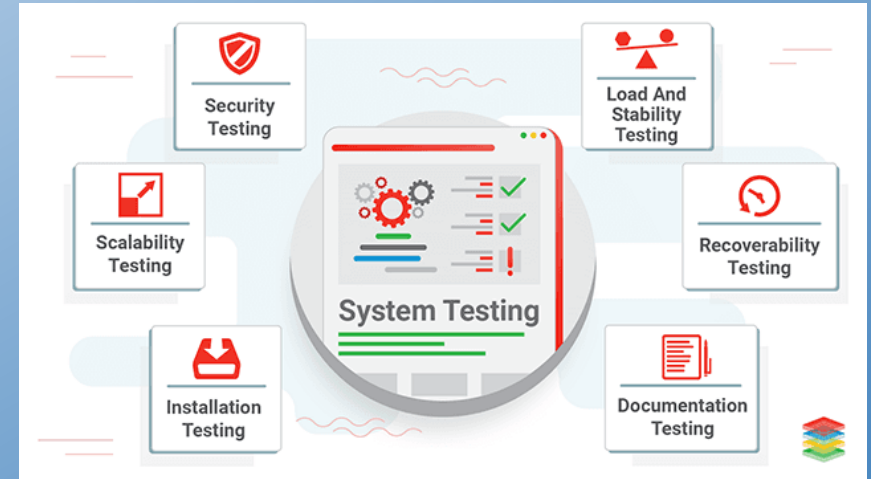 Security
Testing
Load And
Stability
Testing
Scalability
Testing
Recoverability
Testing
System Testing
Installation
Testing
Documentation
Testing